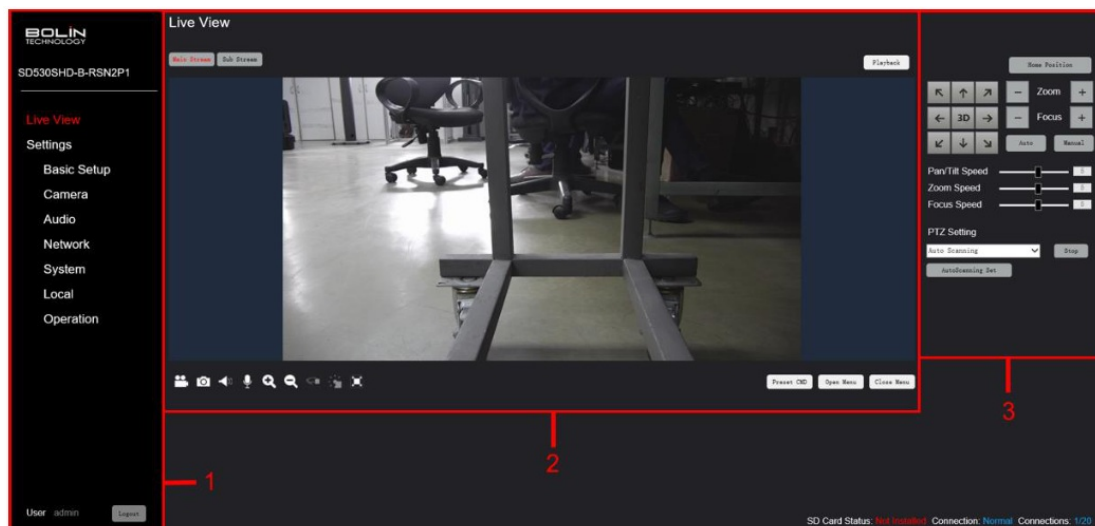 BOLIN
TECHNOLOGY
SD530SHD-B-RSN2P1
Live View
Settings
Basic Setup
Camera
Audio
Network
System
Local
Operation
User admin Logout
1
Live View
Main Stream Sub Stream
Playback
Preset CMD Open Menu Close Menu
2
Home Position
Zoom
3D Focus
Auto Manual
Pan/Tilt Speed
Zoom Speed
Focus Speed
PTZ Setting
Auto Scanning Stop
AutoScanning Set
3
SD Card Status: Not Installed Connection: Normal Connections: 1/20